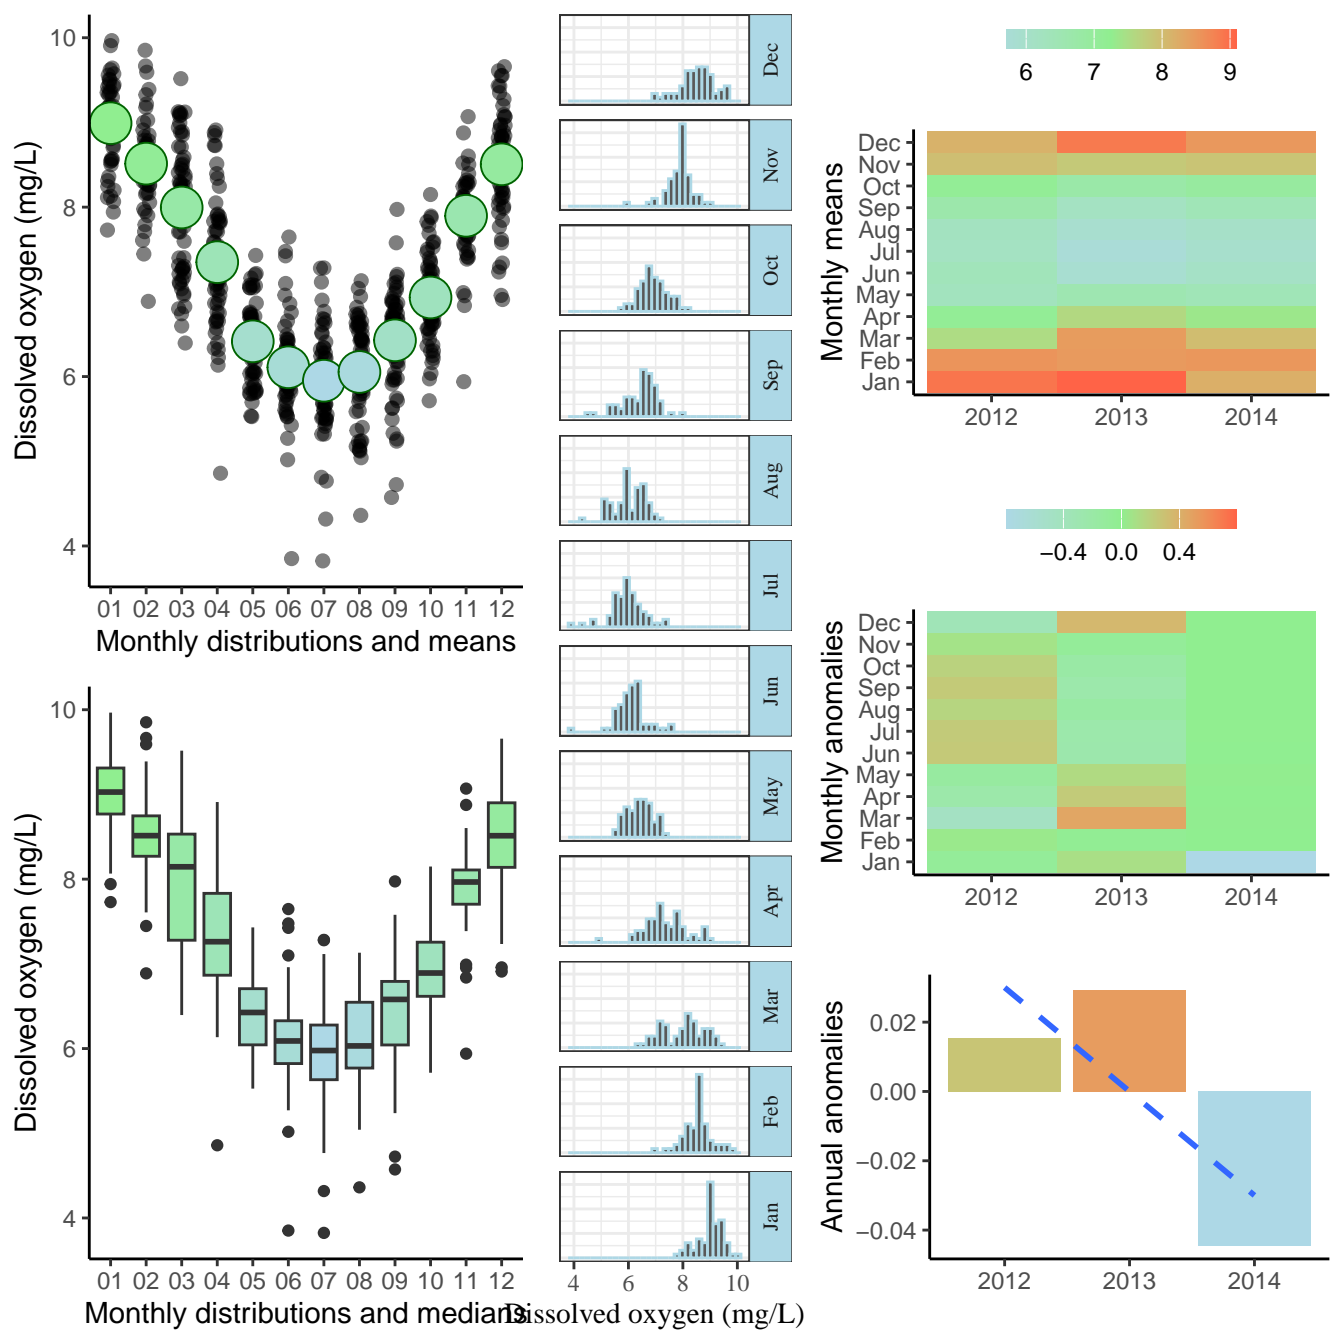 Dissolved oxygen (mg/L)
10
8
6
4
01 02 03 04 05 06 07 08 09 10 11 12
Monthly distributions and means
Dissolved oxygen (mg/L)
10
8
6
4
01 02 03 04 05 06 07 08 09 10 11 12
Monthly distributions and medians
Dec
Nov
Oct
Sep
Aug
Jul
Jun
May
Apr
Mar
Feb
Jan
4 6 8 10
Dissolved oxygen (mg/L)
6 7 8 9
Monthly means
Dec
Nov
Oct
Sep
Aug
Jul
Jun
May
Apr
Mar
Feb
Jan
2012 2013 2014
−0.4 0.0 0.4
Monthly anomalies
Dec
Nov
Oct
Sep
Aug
Jul
Jun
May
Apr
Mar
Feb
Jan
2012 2013 2014
Annual anomalies
0.02
0.00
−0.02
−0.04
2012 2013 2014